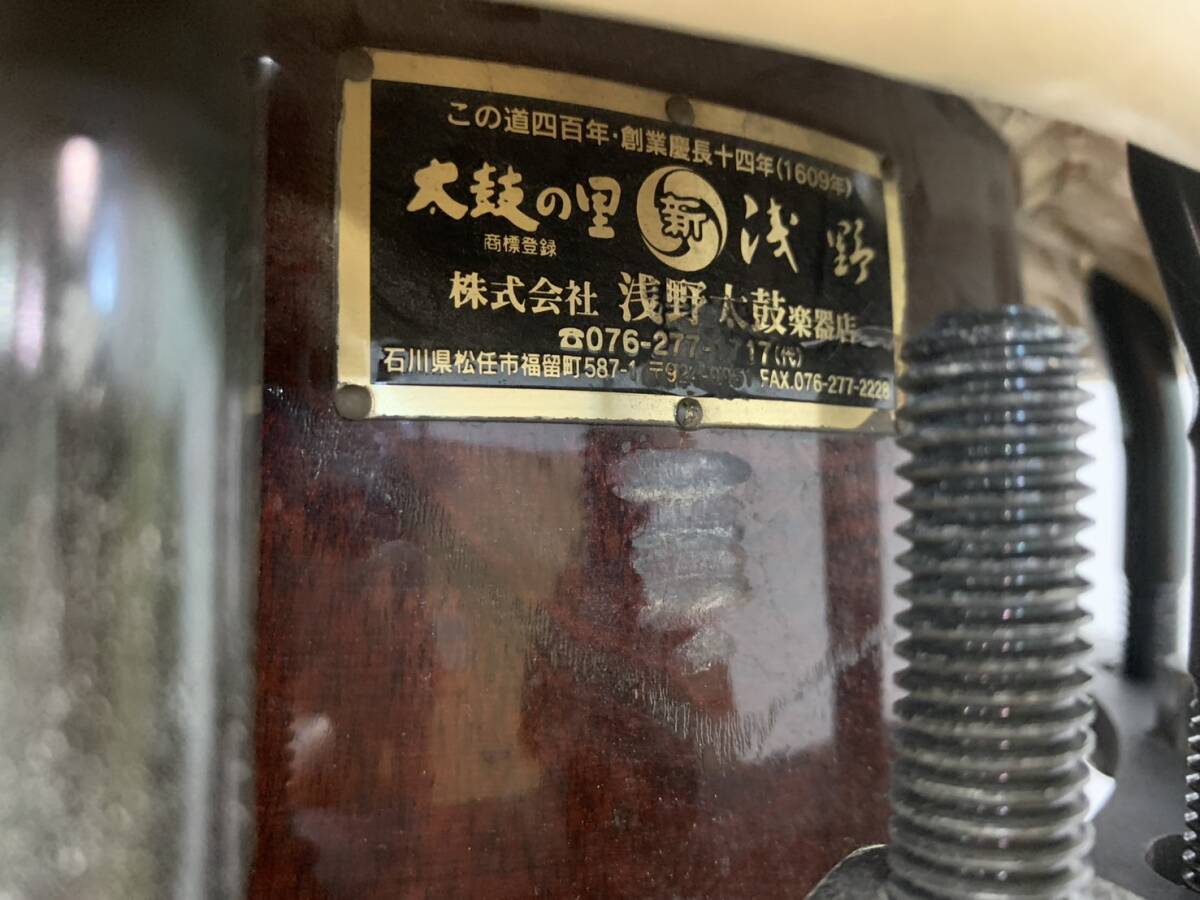 この道四百年・創業慶長十四年(1609年)
太鼓の里 新 浅野
商標登録
株式会社 浅野太鼓楽器店
☎076-277-1717(代)
石川県松任市福留町587-1 〒 FAX.076-277-2228